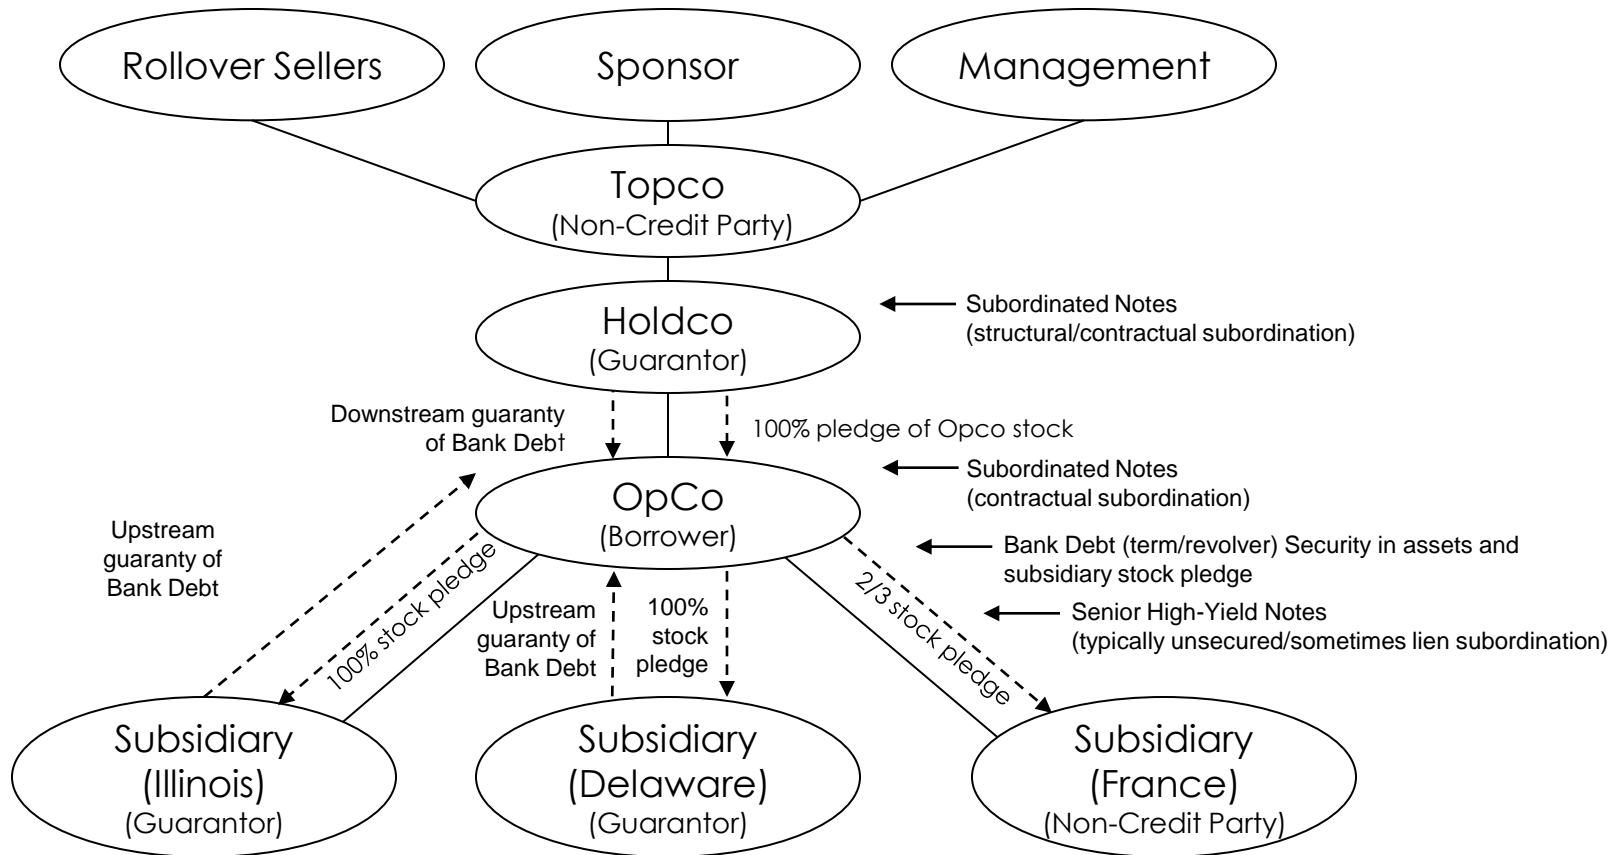 Rollover Sellers
Sponsor
Management
Topco
(Non-Credit Party)
Holdco
(Guarantor)
Subordinated Notes
(structural/contractual subordination)
Downstream guaranty
of Bank Debt
100% pledge of Opco stock
Subordinated Notes
(contractual subordination)
OpCo
(Borrower)
Bank Debt (term/revolver) Security in assets and
subsidiary stock pledge
Senior High-Yield Notes
(typically unsecured/sometimes lien subordination)
Upstream
guaranty of
Bank Debt
100% stock pledge
Upstream
guaranty of
Bank Debt
100%
stock
pledge
2/3 stock pledge
Subsidiary
(Illinois)
(Guarantor)
Subsidiary
(Delaware)
(Guarantor)
Subsidiary
(France)
(Non-Credit Party)